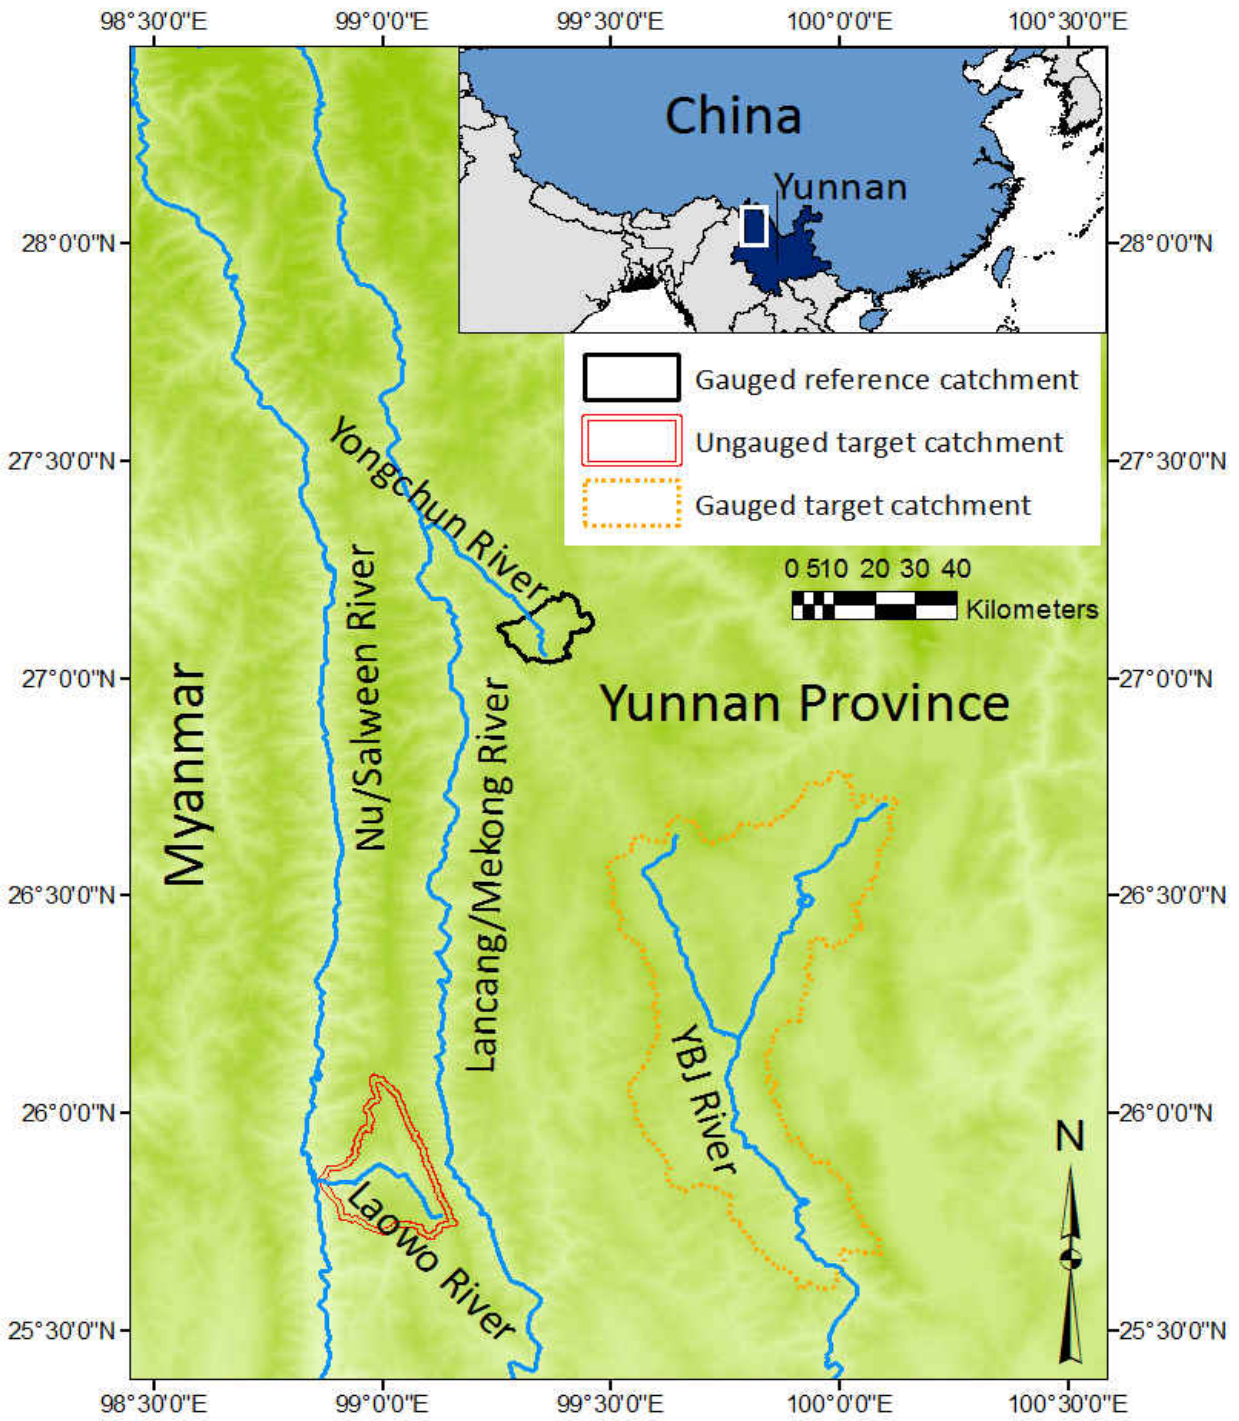 98°30'0"E 99°0'0"E 99°30'0"E 100°0'0"E 100°30'0"E
China
Yunnan
28°0'0"N 28°0'0"N
Gauged reference catchment
Ungauged target catchment
Gauged target catchment
27°30'0"N 27°30'0"N
Yongchun River
0 5 10 20 30 40
Kilometers
Nu/Salween River
27°0'0"N 27°0'0"N
Yunnan Province
Myanmar
Lancang/Mekong River
26°30'0"N 26°30'0"N
YBJ River
26°0'0"N 26°0'0"N
N
Laowo River
25°30'0"N 25°30'0"N
98°30'0"E 99°0'0"E 99°30'0"E 100°0'0"E 100°30'0"E